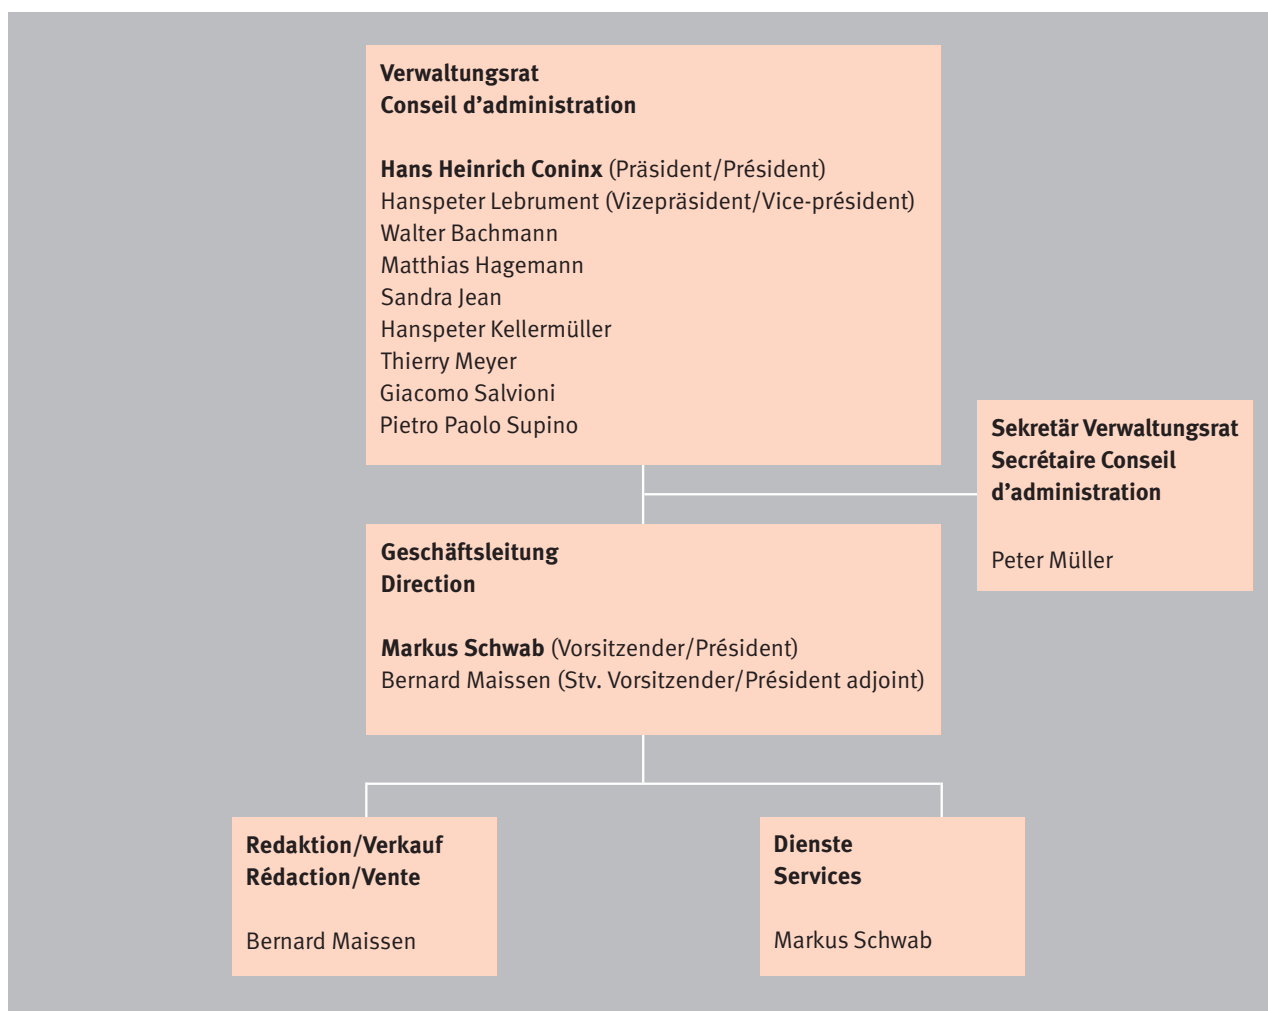 Verwaltungsrat
Conseil d’administration
Hans Heinrich Coninx (Präsident/Président)
Hanspeter Lebrument (Vizepräsident/Vice-président)
Walter Bachmann
Matthias Hagemann
Sandra Jean
Hanspeter Kellermüller
Thierry Meyer
Giacomo Salvioni
Pietro Paolo Supino
Sekretär Verwaltungsrat
Secrétaire Conseil
d’administration
Peter Müller
Geschäftsleitung
Direction
Markus Schwab (Vorsitzender/Président)
Bernard Maissen (Stv. Vorsitzender/Président adjoint)
Redaktion/Verkauf
Rédaction/Vente
Bernard Maissen
Dienste
Services
Markus Schwab